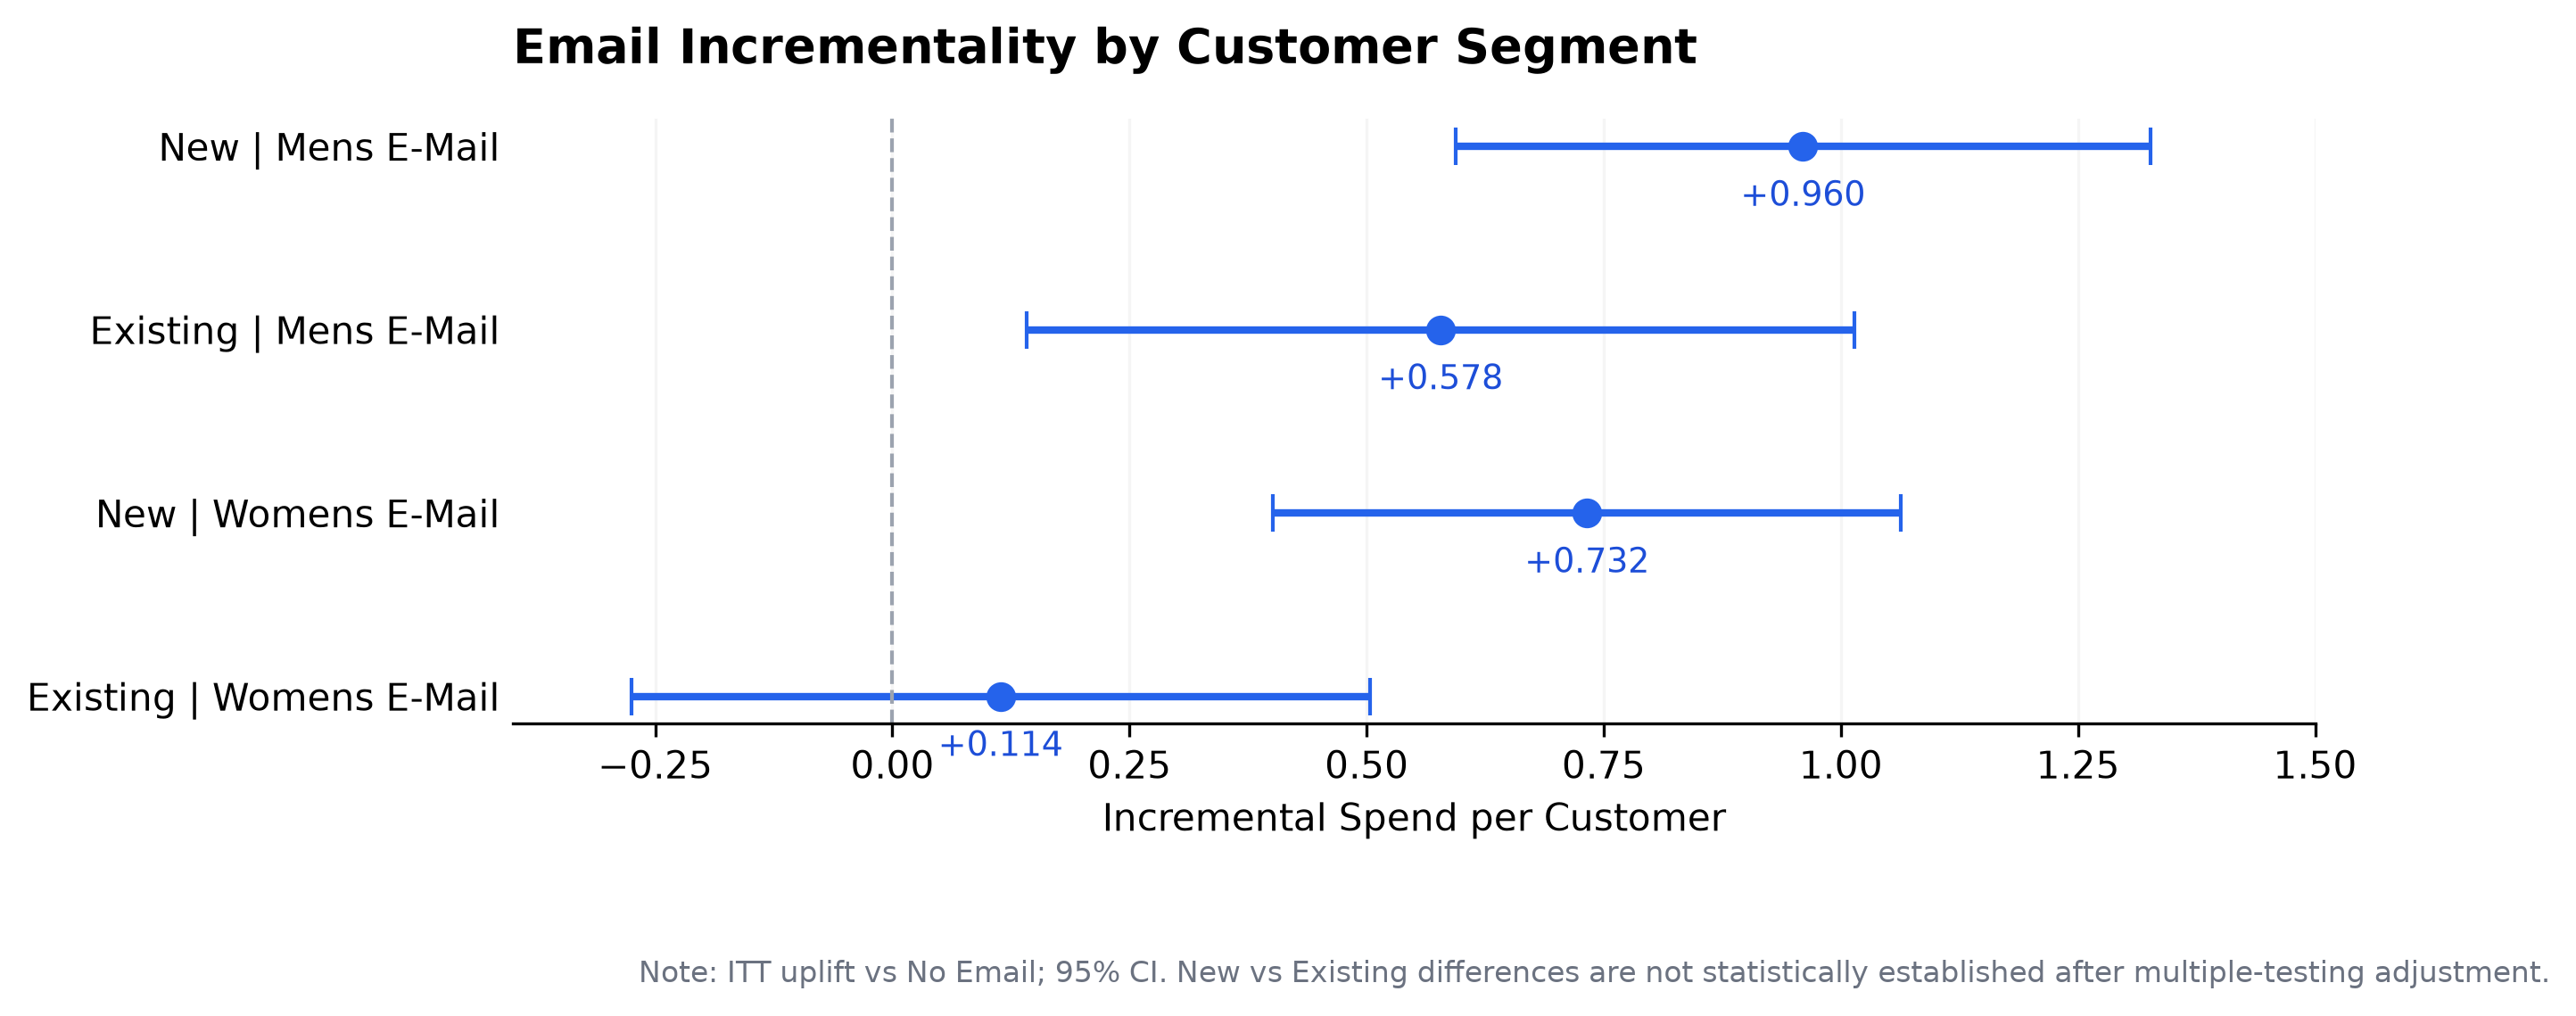 Email Incrementality by Customer Segment
New | Mens E-Mail
+0.960
Existing | Mens E-Mail
+0.578
New | Womens E-Mail
+0.732
Existing | Womens E-Mail
+0.114
−0.25 0.00 0.25 0.50 0.75 1.00 1.25 1.50
Incremental Spend per Customer
Note: ITT uplift vs No Email; 95% CI. New vs Existing differences are not statistically established after multiple-testing adjustment.